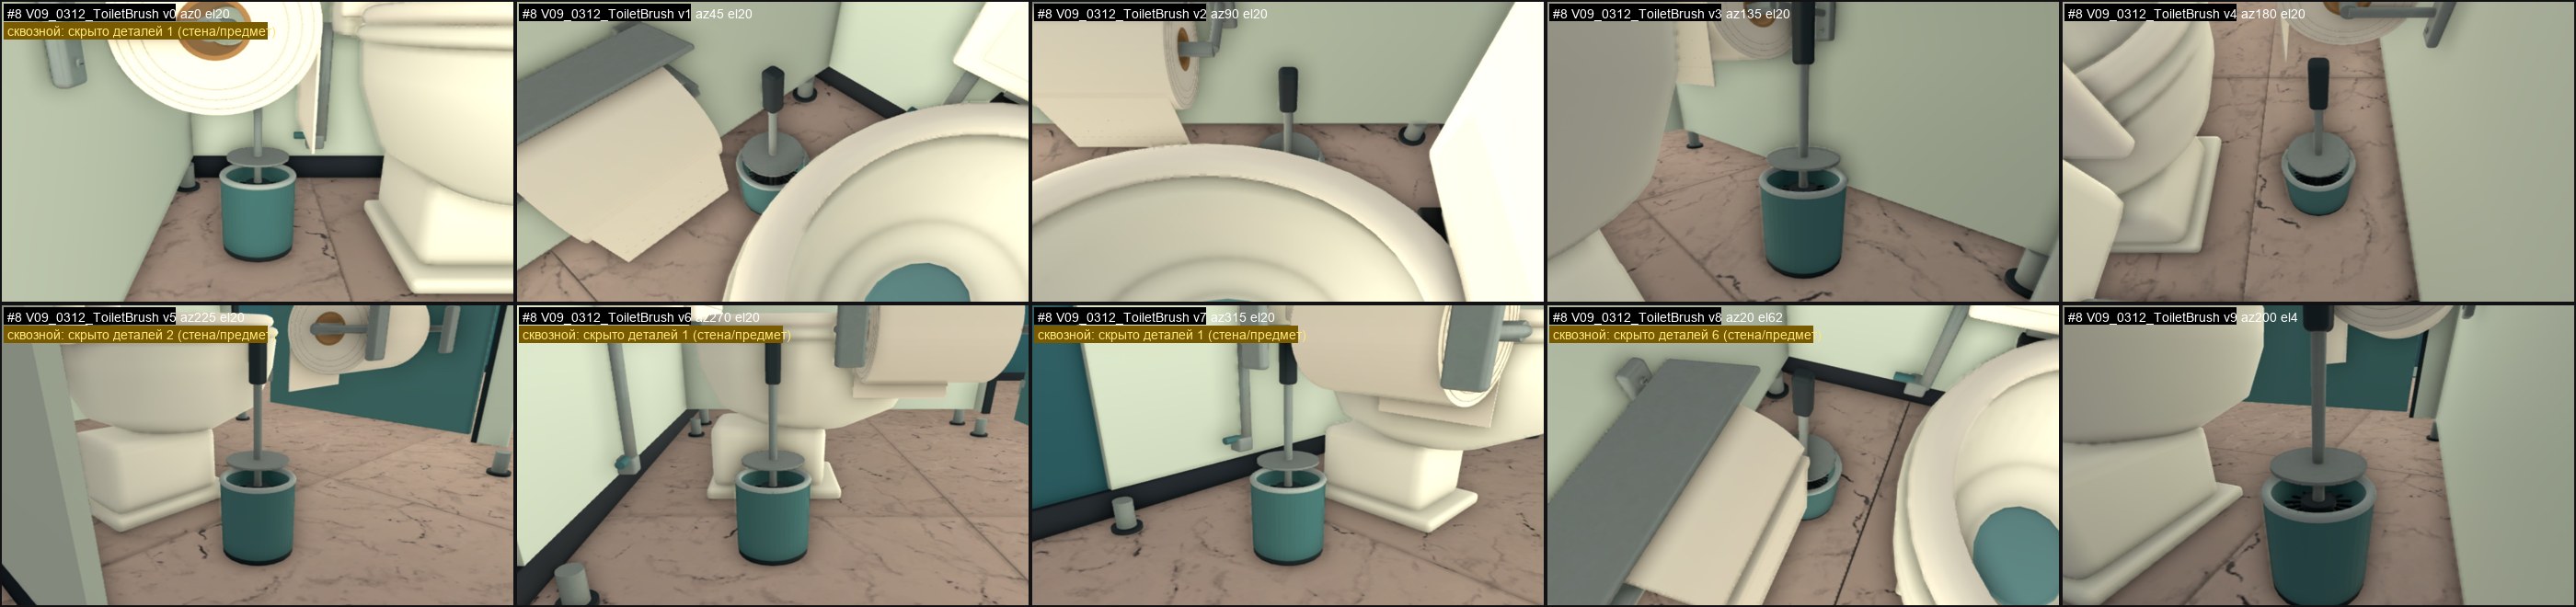 #8 V09_0312_ToiletBrush v0 az0 el20
сквозной: скрыто деталей 1 (стена/предмет
#8 V09_0312_ToiletBrush v1 az45 el20
#8 V09_0312_ToiletBrush v2 az90 el20
#8 V09_0312_ToiletBrush v3 az135 el20
#8 V09_0312_ToiletBrush v4 az180 el20
#8 V09_0312_ToiletBrush v5 az225 el20
сквозной: скрыто деталей 2 (стена/предмет
#8 V09_0312_ToiletBrush v6 az270 el20
сквозной: скрыто деталей 1 (стена/предмет)
#8 V09_0312_ToiletBrush v7 az315 el20
сквозной: скрыто деталей 1 (стена/предмет)
#8 V09_0312_ToiletBrush v8 az20 el62
сквозной: скрыто деталей 6 (стена/предмет
#8 V09_0312_ToiletBrush v9 az200 el4